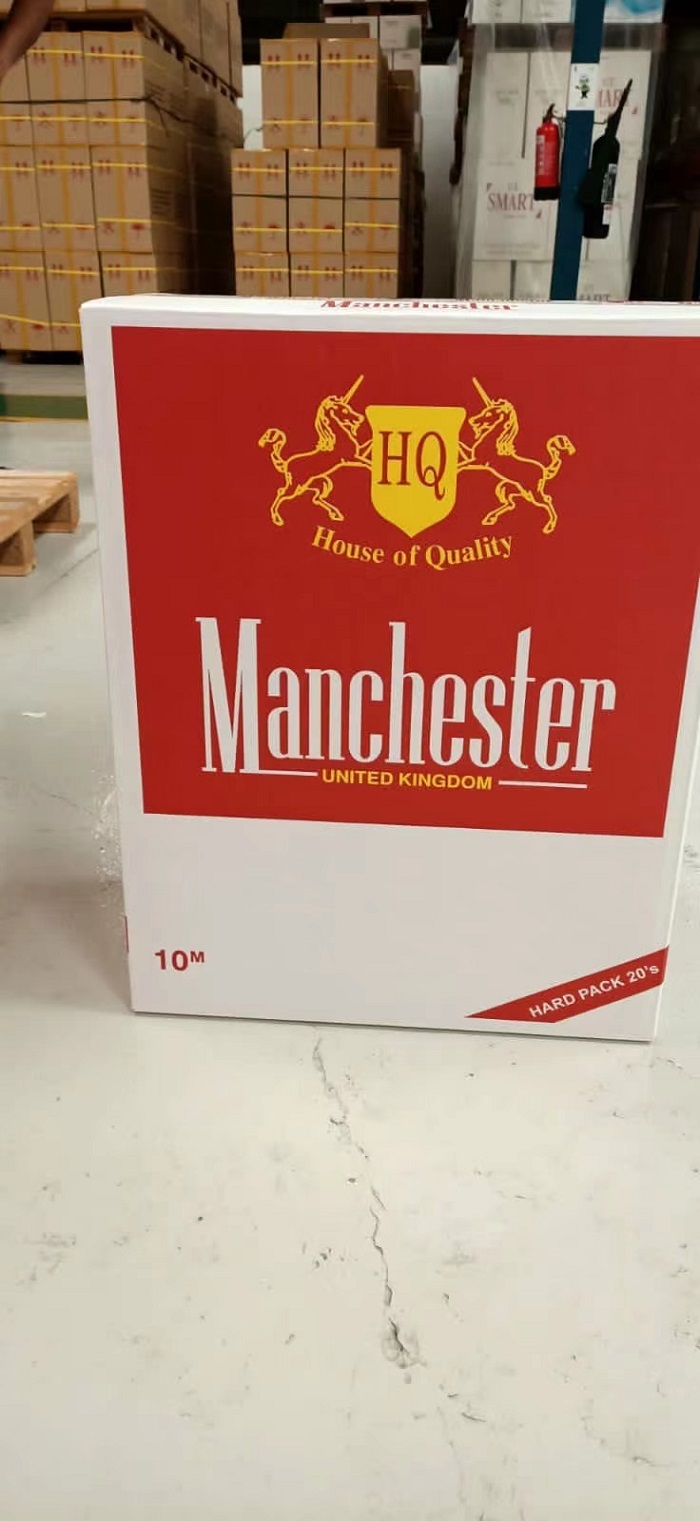 SMART
Manchester
HQ
House of Quality
Manchester
UNITED KINGDOM
10M
HARD PACK 20's